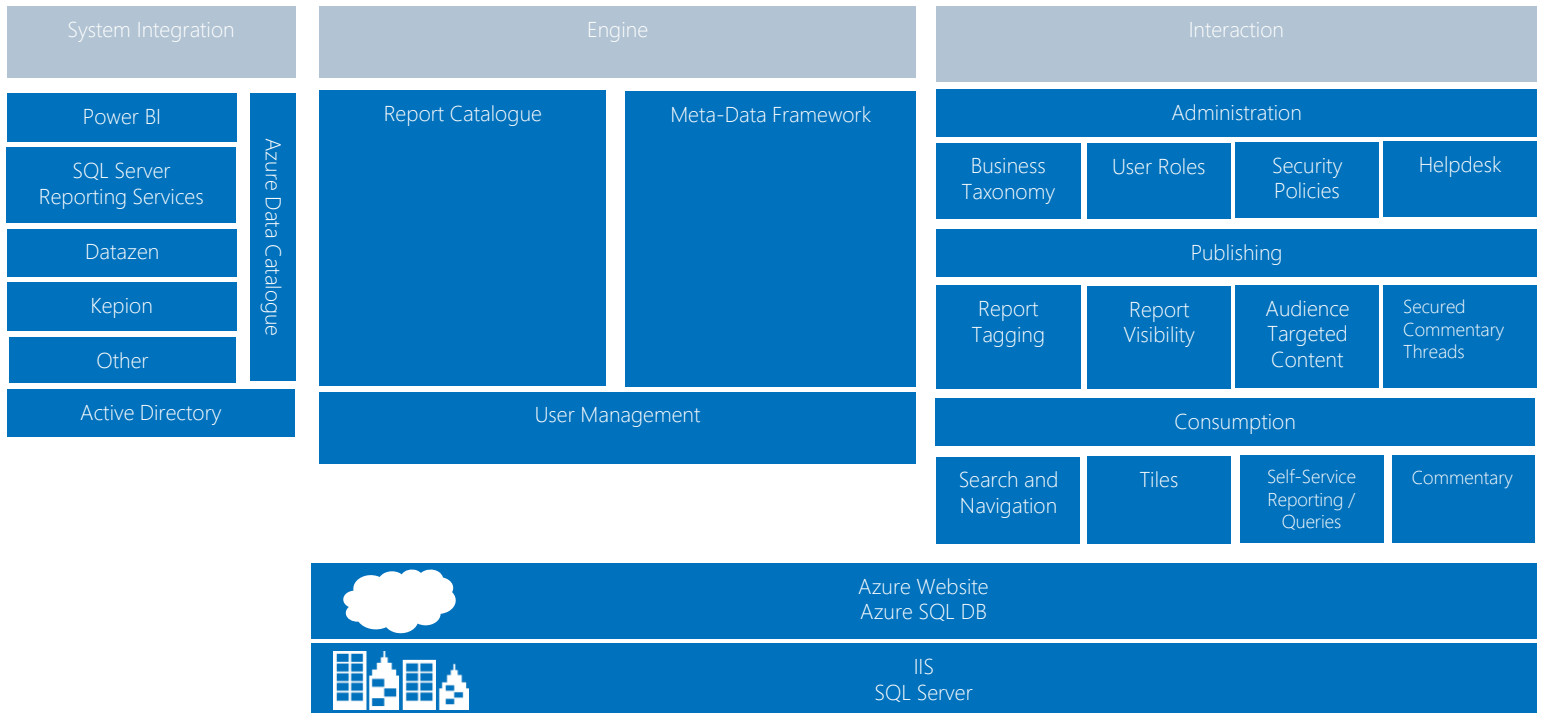 System Integration
Power BI
SQL Server
Reporting Services
Datazen
Kepion
Other
Azure Data Catalogue
Active Directory
Engine
Report Catalogue
Meta-Data Framework
User Management
Interaction
Administration
Business
Taxonomy
User Roles
Security
Policies
Helpdesk
Publishing
Report
Tagging
Report
Visibility
Audience
Targeted
Content
Secured
Commentary
Threads
Consumption
Search and
Navigation
Tiles
Self-Service
Reporting /
Queries
Commentary
Azure Website
Azure SQL DB
IIS
SQL Server